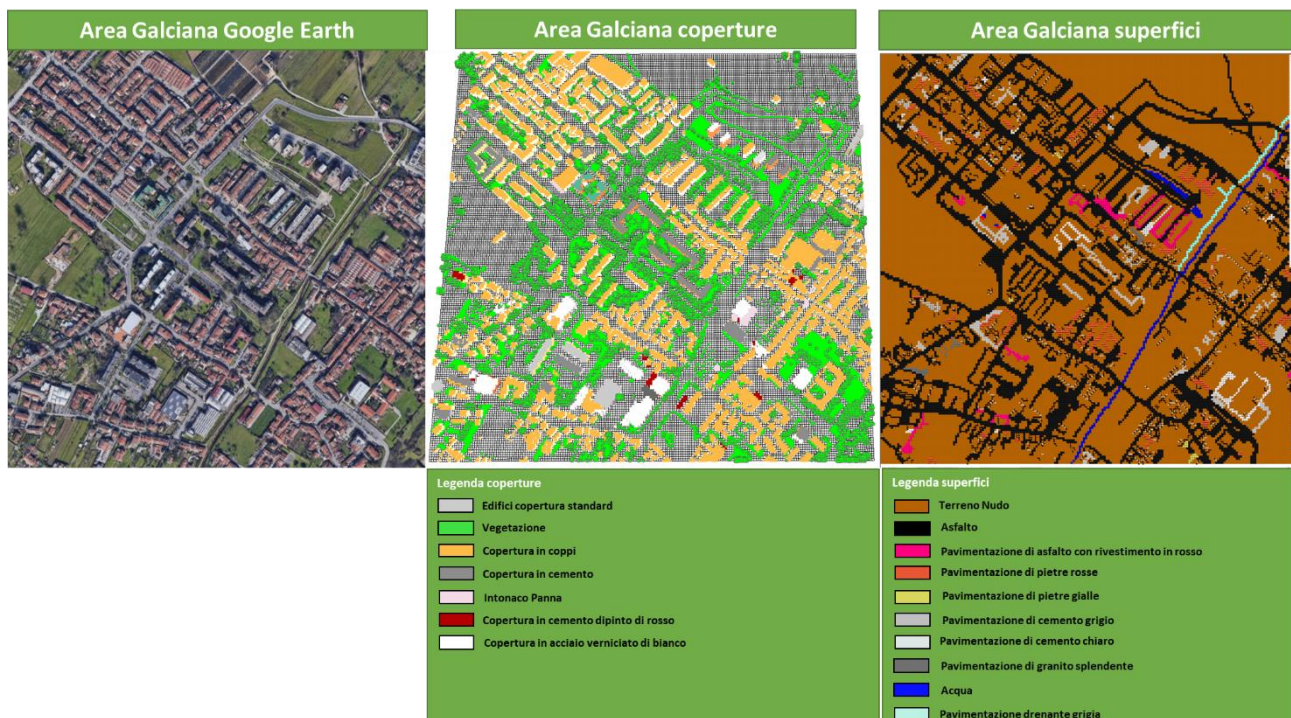 Area Galciana Google Earth
Area Galciana coperture
Area Galciana superfici
Legenda coperture
Edifici copertura standard
Vegetazione
Copertura in coppi
Copertura in cemento
Intonaco Panna
Copertura in cemento dipinto di rosso
Copertura in acciaio verniciato di bianco
Legenda superfici
Terreno Nudo
Asfalto
Pavimentazione di asfalto con rivestimento in rosso
Pavimentazione di pietre rosse
Pavimentazione di pietre gialle
Pavimentazione di cemento grigio
Pavimentazione di cemento chiaro
Pavimentazione di granito splendente
Acqua
Pavimentazione drenante grigia